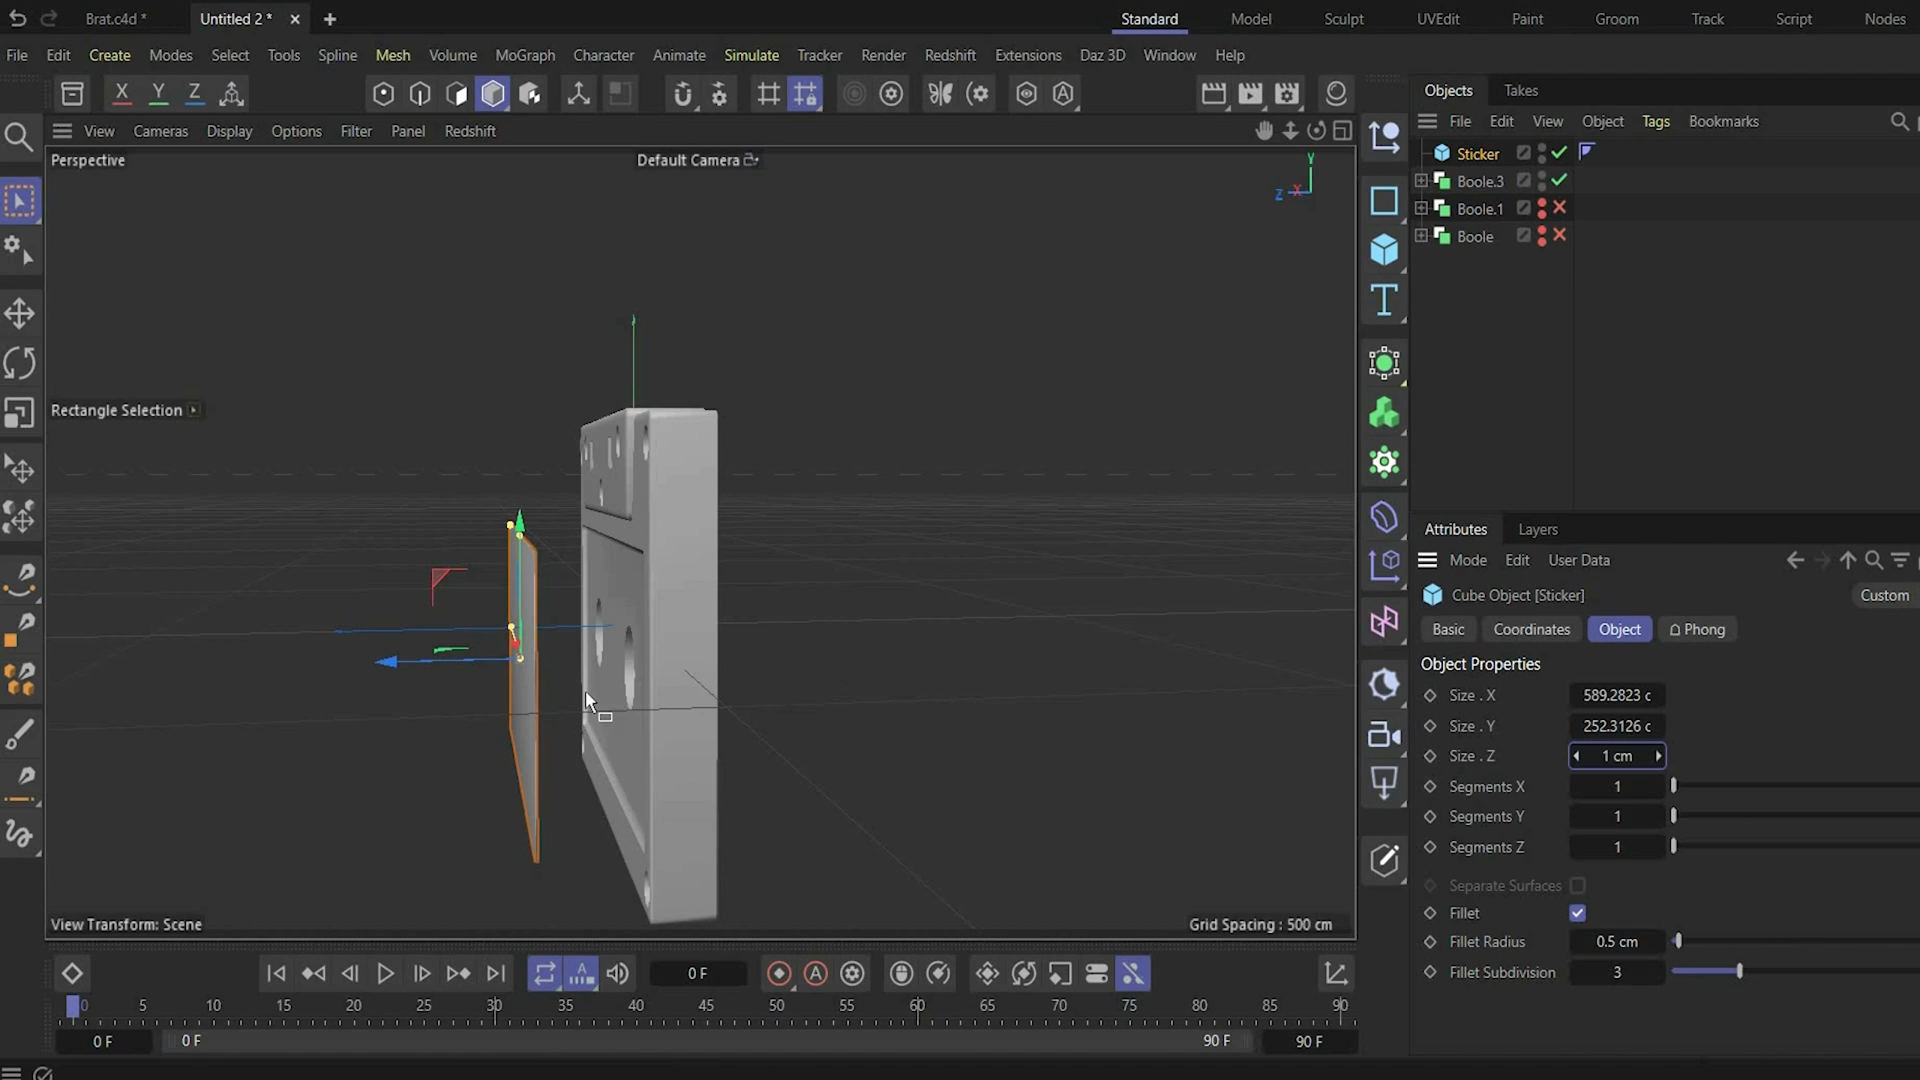 Brat.c4d *
Untitled 2 *
Standard
Model
Sculpt
UVEdit
Paint
Groom
Track
Script
Nodes
File Edit Create Modes Select Tools Spline Mesh Volume MoGraph Character Animate Simulate Tracker Render Redshift Extensions Daz 3D Window Help
X Y Z
Objects Takes
View Cameras Display Options Filter Panel Redshift
File Edit View Object Tags Bookmarks
Perspective
Default Camera
Y
Z X
Sticker
Boole.3
Boole.1
Boole
Rectangle Selection
Attributes Layers
Mode Edit User Data
Cube Object [Sticker]
Custom
Basic Coordinates Object Phong
Object Properties
Size . X 589.2823 c
Size . Y 252.3126 c
Size . Z 1 cm
Segments X 1
Segments Y 1
Segments Z 1
Separate Surfaces
Fillet
Fillet Radius 0.5 cm
Fillet Subdivision 3
View Transform: Scene
Grid Spacing : 500 cm
0 F
0 5 10 15 20 25 30 35 40 45 50 55 60 65 70 75 80 85 90
0 F 0 F 90 F 90 F